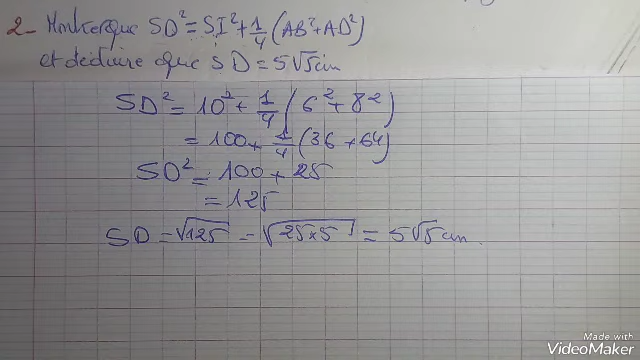 2- Montrer que SD² = SI² + 1/4 (AB² + AD²)
et déduire que SD = 5√5 cm
SD² = 10² + 1/4 (6² + 8²)
= 100 + 1/4 (36 + 64)
SD² = 100 + 25
= 125
SD = √125 = √25×5 = 5√5 cm.
Made with
VideoMaker